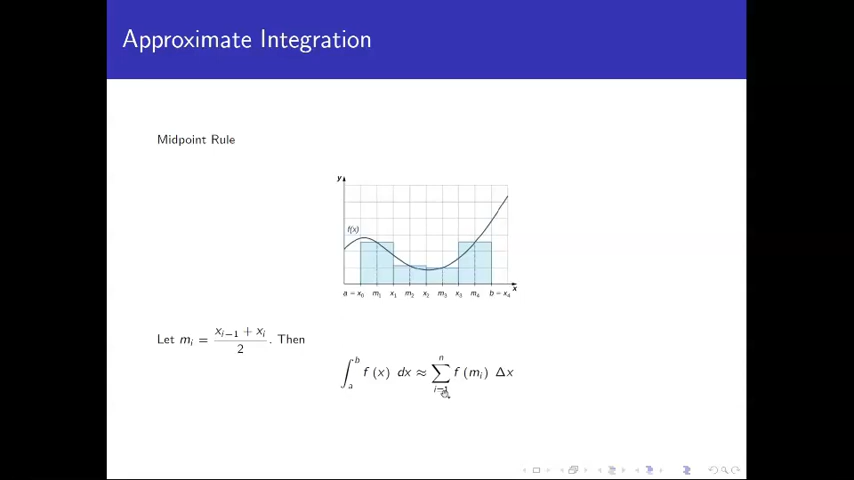 Approximate Integration
Midpoint Rule
y
f(x)
a = x₀ m₁ x₁ m₂ x₂ m₃ x₃ m₄ b = x₄ x
Let mᵢ = (xᵢ₋₁ + xᵢ)/2. Then
∫ₐᵇ f (x) dx ≈ ∑ᵢ₌₁ⁿ f (mᵢ) Δx